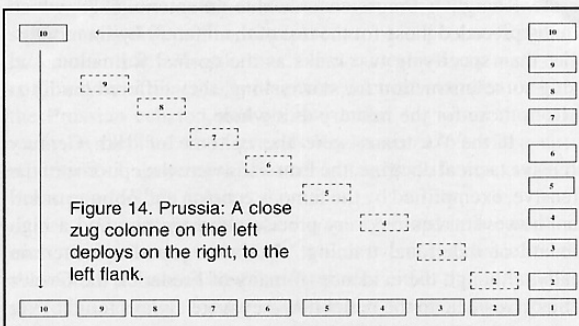 10 10
9
9
8
8
7
7
6
6
5
5
Figure 14. Prussia: A close
4 4
zug colonne on the left
deploys on the right, to the
3 3
left flank.
2 2
10 9 8 7 6 5 4 3 2 1